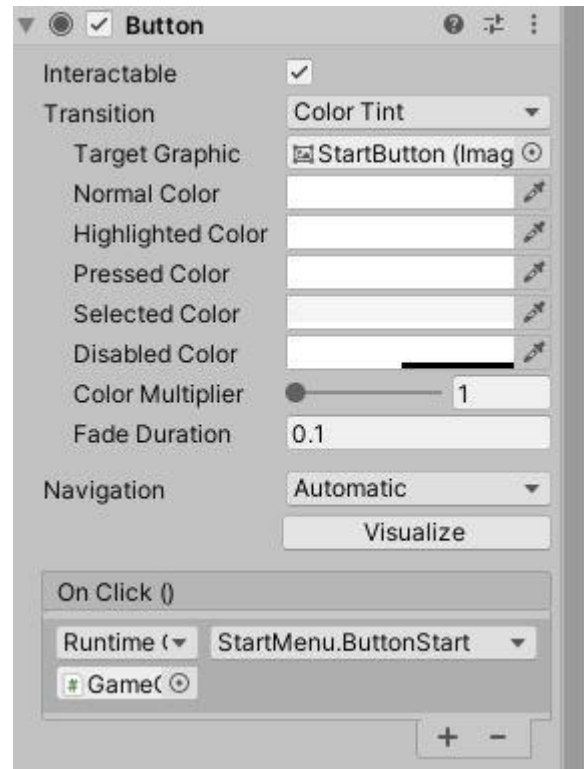 Button
Interactable
Transition Color Tint
Target Graphic StartButton (Imag
Normal Color
Highlighted Color
Pressed Color
Selected Color
Disabled Color
Color Multiplier 1
Fade Duration 0.1
Navigation Automatic
Visualize
On Click ()
Runtime ( StartMenu.ButtonStart
# Game(
+ -